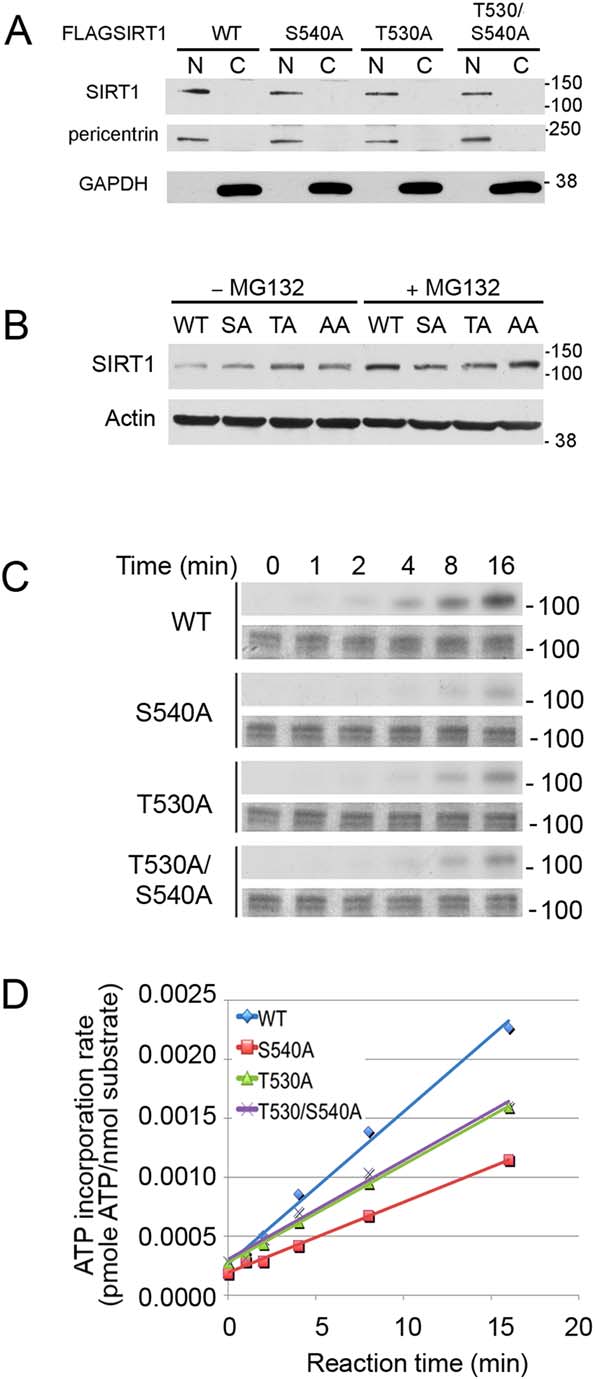 A
FLAGSIRT1 WT S540A T530A T530/
S540A
N C N C N C N C
SIRT1 -150
-100
pericentrin -250
GAPDH - 38
B
– MG132 + MG132
WT SA TA AA WT SA TA AA
SIRT1 -150
-100
Actin
- 38
C
Time (min) 0 1 2 4 8 16
WT - 100
- 100
S540A - 100
- 100
T530A - 100
- 100
T530A/
S540A - 100
- 100
D
ATP incorporation rate
(pmole ATP/nmol substrate)
0.0025
0.0020
0.0015
0.0010
0.0005
0.0000
WT
S540A
T530A
T530/S540A
0 5 10 15 20
Reaction time (min)